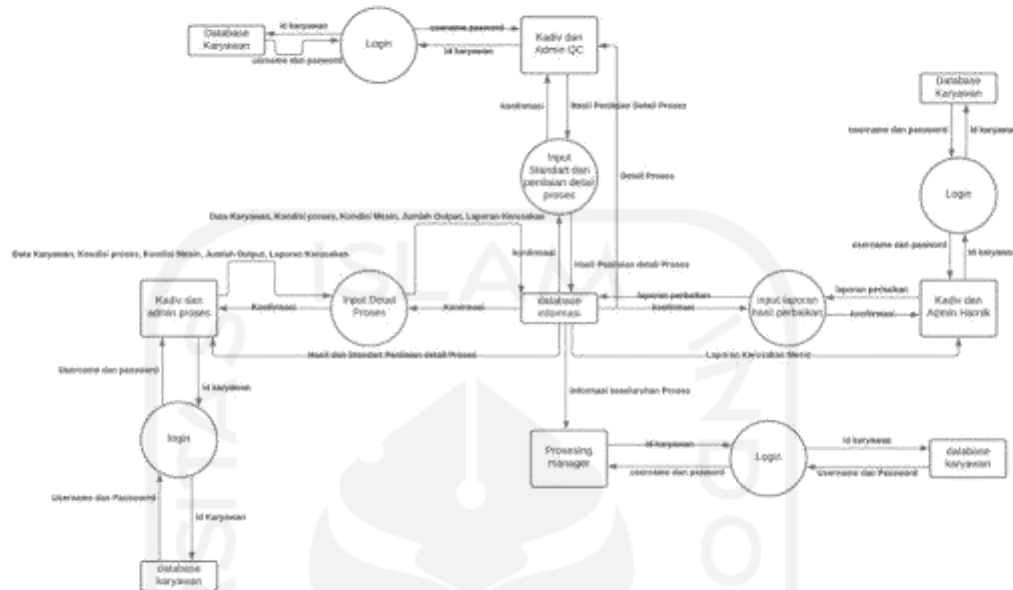 id karyawan
username password
Database
Karyawan
Login
Kadiv dan
Admin QC
id karyawan
username dan password
Database
Karyawan
konfirmasi
Hasil Penilaian Detail Proses
username dan password
id karyawan
Input
Standart dan
penilaian detail
proses
Detail Proses
Login
Data Karyawan, Kondisi proses, Kondisi Mesin, Jumlah Output, Laporan Kerusakan
username dan password
id karyawan
Data Karyawan, Kondisi proses, Kondisi Mesin, Jumlah Output, Laporan Kerusakan
konfirmasi
Hasil Penilaian detail Proses
Kadiv dan
admin proses
Konfirmasi
Input Detail
Proses
Konfirmasi
database
informasi
laporan perbaikan
konfirmasi
input laporan
hasil perbaikan
laporan perbaikan
konfirmasi
Kadiv dan
Admin Harnik
Hasil dan Standart Penilaian detail Proses
Laporan Kerusakan Mesin
Username dan password
id karyawan
informasi keseluruhan Proses
login
Prossesing
manager
id karyawan
username dan password
Login
id karyawan
Username dan Password
database
karyawan
Username dan Password
id Karyawan
database
karyawan
ISLAM